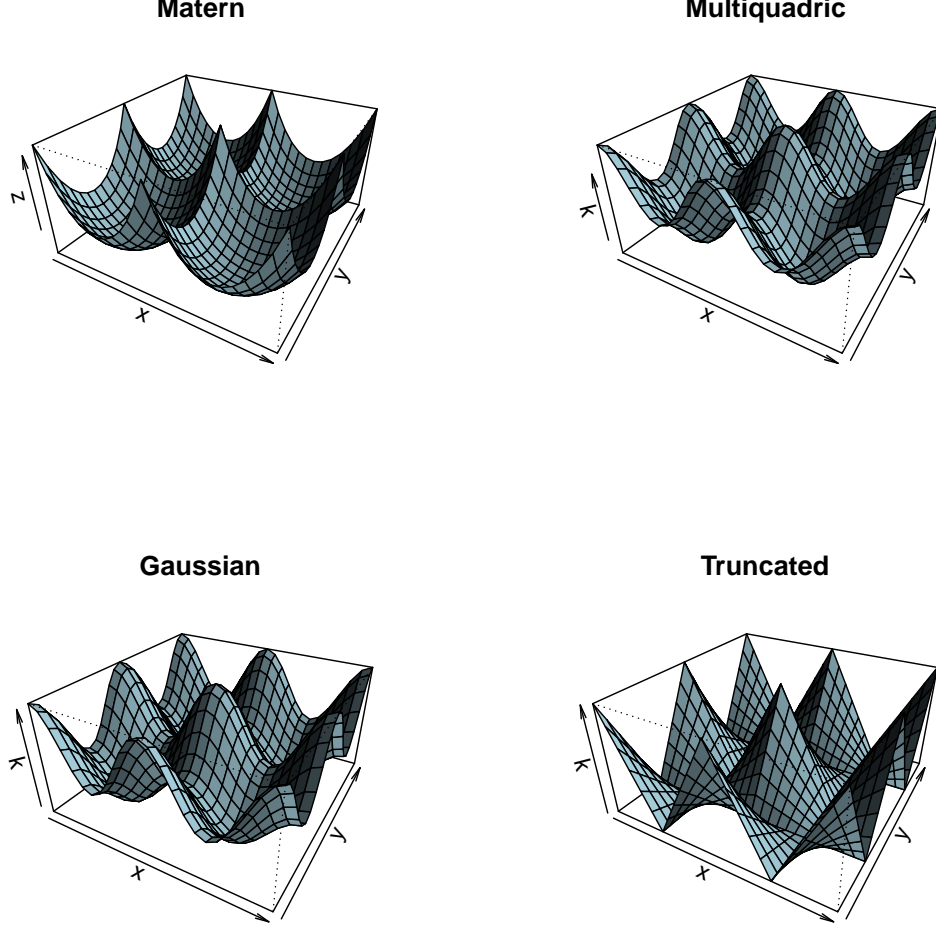 Matern
Multiquadric
z
x
y
k
x
y
Gaussian
Truncated
k
x
y
k
x
y